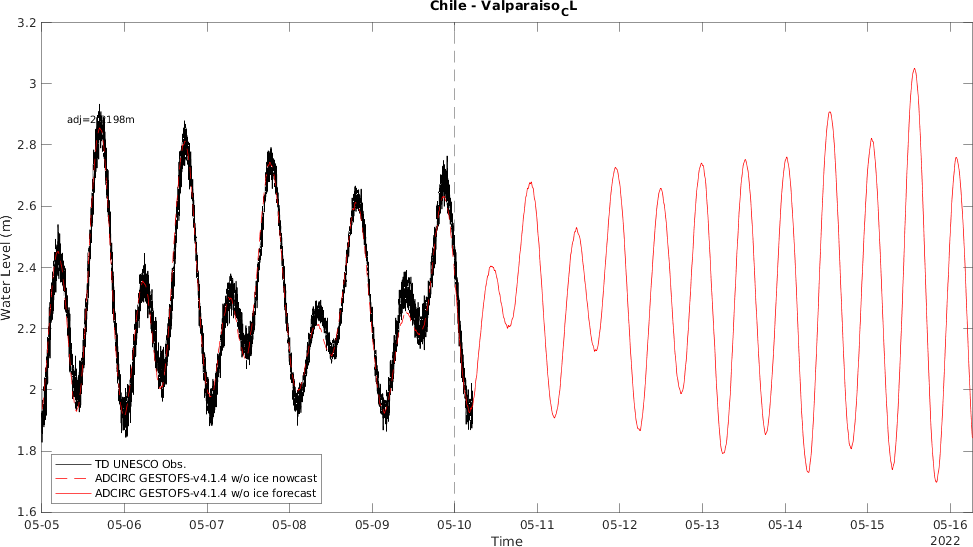 Chile - Valparaiso_CL
3.2
3
2.8
2.6
2.4
2.2
2
1.8
1.6
Water Level (m)
TD UNESCO Obs.
ADCIRC GESTOFS-v4.1.4 w/o ice nowcast
ADCIRC GESTOFS-v4.1.4 w/o ice forecast
05-05 05-06 05-07 05-08 05-09 05-10 05-11 05-12 05-13 05-14 05-15 05-16
Time
2022